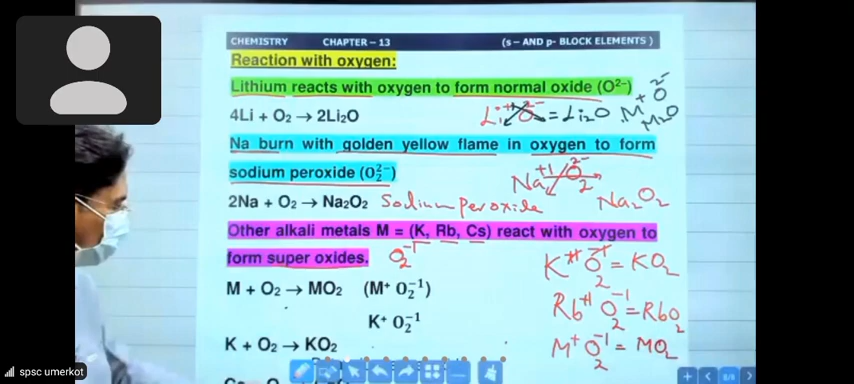 CHEMISTRY CHAPTER – 13 (s – AND p- BLOCK ELEMENTS )
Reaction with oxygen:
Lithium reacts with oxygen to form normal oxide (O²⁻)
4Li + O₂ → 2Li₂O Li⁺¹ O²⁻ = Li₂O M⁺ O²⁻
M₂O
Na burn with golden yellow flame in oxygen to form
sodium peroxide (O₂²⁻) Na⁺¹ O₂²⁻
2Na + O₂ → Na₂O₂ Sodium peroxide Na₂O₂
Other alkali metals M = (K, Rb, Cs) react with oxygen to
form super oxides. O₂⁻¹ K⁺¹ O₂⁻¹ = KO₂
M + O₂ → MO₂ (M⁺ O₂⁻¹)
K⁺ O₂⁻¹ Rb⁺¹ O₂⁻¹ = RbO₂
K + O₂ → KO₂ M⁺ O₂⁻¹ = MO₂
spsc umerkot